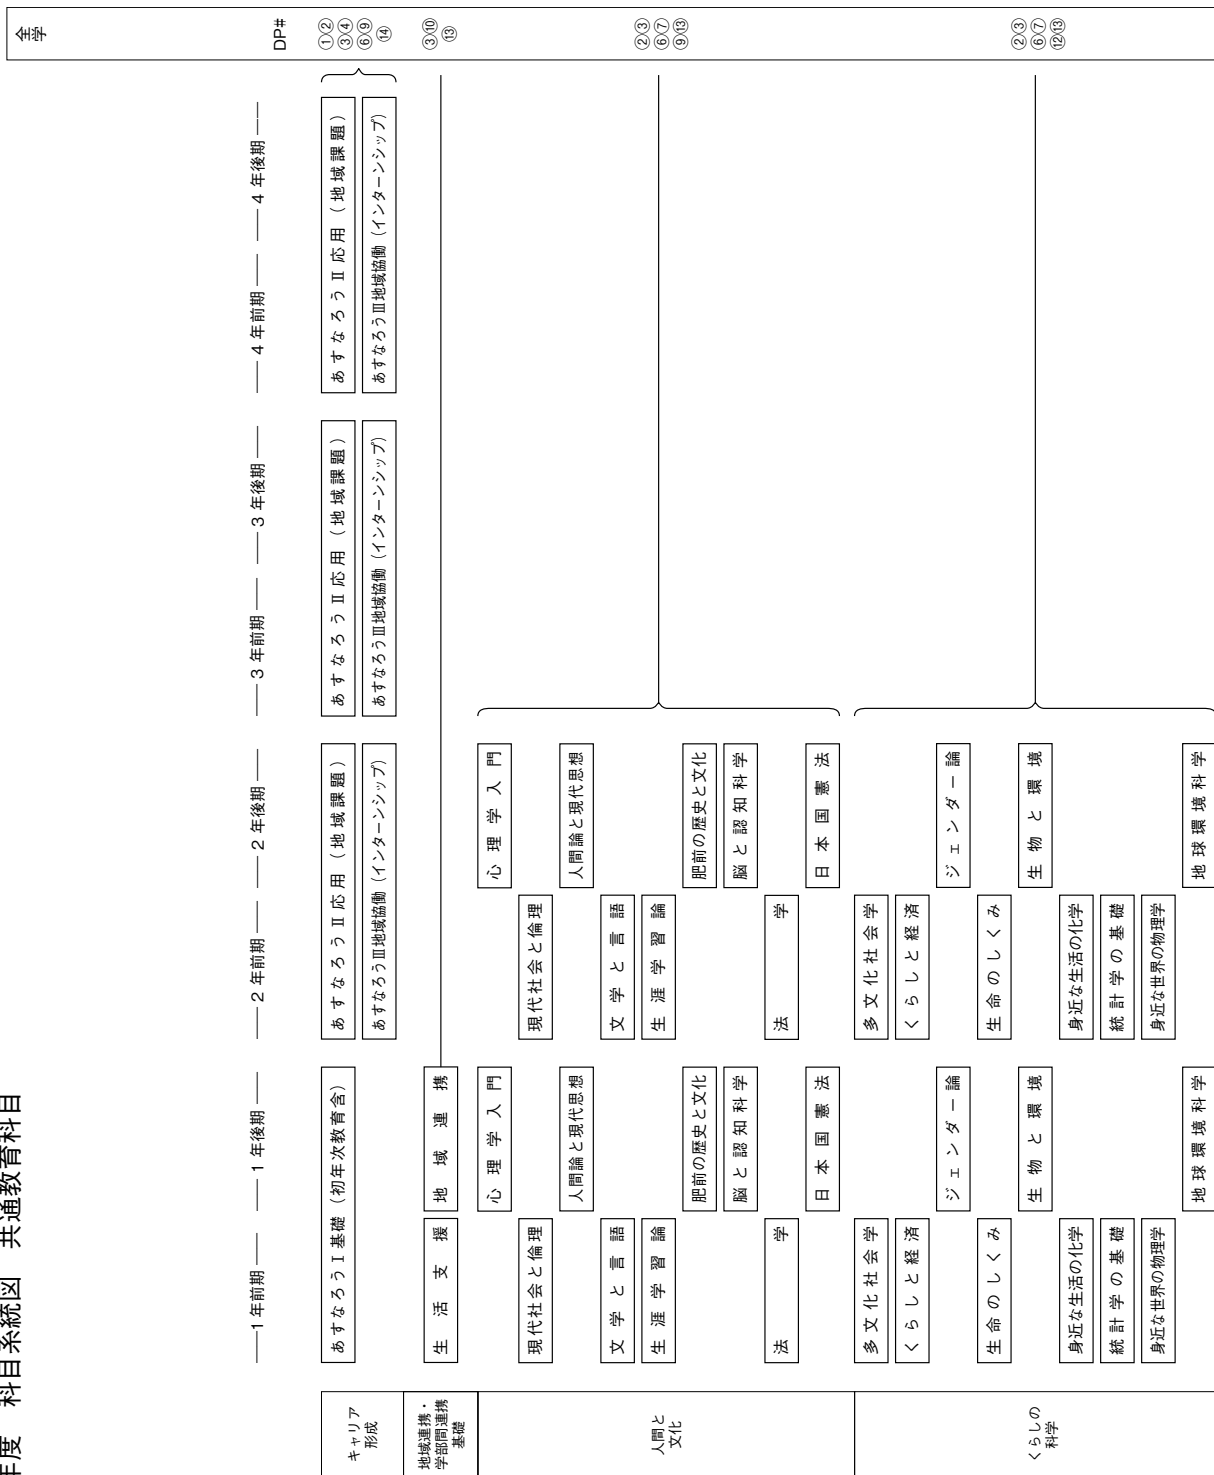 年度　科目系統図　共通教育科目
1年前期
1年後期
2年前期
2年後期
3年前期
3年後期
4年前期
4年後期
全学
DP#
キャリア
形成
あすなろうⅠ基礎（初年次教育含）
あすなろうⅡ応用（地域課題）
あすなろうⅡ応用（地域課題）
あすなろうⅡ応用（地域課題）
あすなろうⅢ地域協働（インターンシップ）
あすなろうⅢ地域協働（インターンシップ）
あすなろうⅢ地域協働（インターンシップ）
①②
③④
⑥⑨
⑭
地域連携・
学部間連携
基礎
生活支援
地域連携
③⑩
⑬
人間と
文化
心理学入門
心理学入門
現代社会と倫理
現代社会と倫理
人間論と現代思想
人間論と現代思想
文学と言語
文学と言語
生涯学習論
生涯学習論
肥前の歴史と文化
肥前の歴史と文化
脳と認知科学
脳と認知科学
法学
法学
日本国憲法
日本国憲法
②③
⑥⑦
⑨⑬
くらしの
科学
多文化社会学
多文化社会学
くらしと経済
くらしと経済
ジェンダー論
ジェンダー論
生命のしくみ
生命のしくみ
生物と環境
生物と環境
身近な生活の化学
身近な生活の化学
統計学の基礎
統計学の基礎
身近な世界の物理学
身近な世界の物理学
地球環境科学
地球環境科学
②③
⑥⑦
⑫⑬